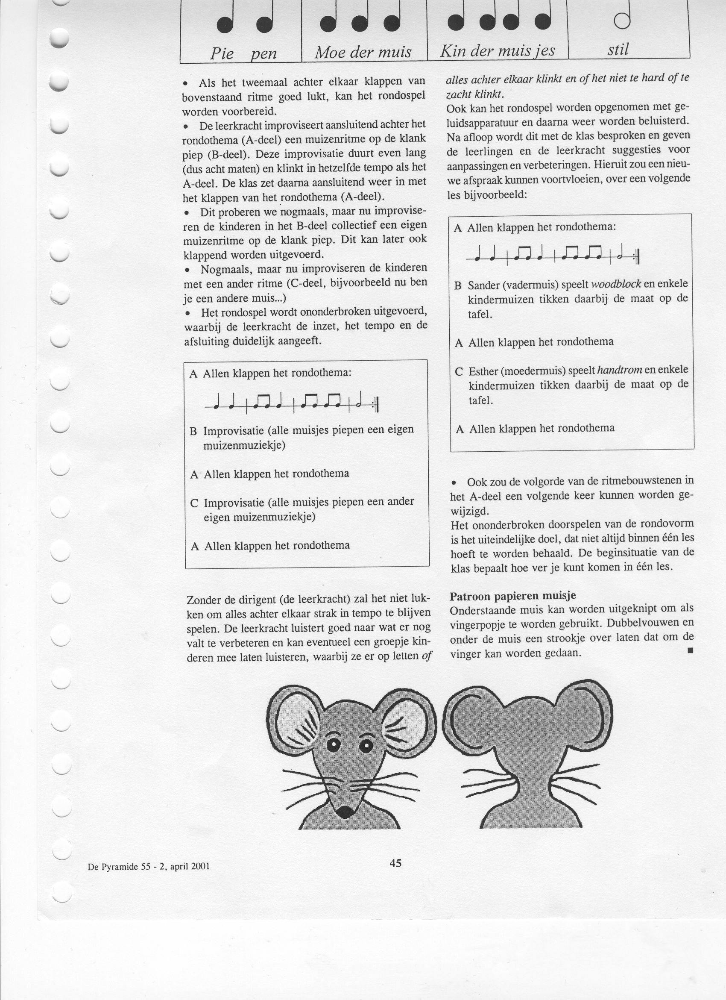 Pie pen Moe der muis Kin der muis jes stil
• Als het tweemaal achter elkaar klappen van
bovenstaand ritme goed lukt, kan het rondospel
worden voorbereid.
• De leerkracht improviseert aansluitend achter het
rondothema (A-deel) een muizenritme op de klank
piep (B-deel). Deze improvisatie duurt even lang
(dus acht maten) en klinkt in hetzelfde tempo als het
A-deel. De klas zet daarna aansluitend weer in met
het klappen van het rondothema (A-deel).
• Dit proberen we nogmaals, maar nu improvise-
ren de kinderen in het B-deel collectief een eigen
muizenritme op de klank piep. Dit kan later ook
klappend worden uitgevoerd.
• Nogmaals, maar nu improviseren de kinderen
met een ander ritme (C-deel, bijvoorbeeld nu ben
je een andere muis...)
• Het rondospel wordt ononderbroken uitgevoerd,
waarbij de leerkracht de inzet, het tempo en de
afsluiting duidelijk aangeeft.
A Allen klappen het rondothema:
B Improvisatie (alle muisjes piepen een eigen
muizenmuziekje)
A Allen klappen het rondothema
C Improvisatie (alle muisjes piepen een ander
eigen muizenmuziekje)
A Allen klappen het rondothema
Zonder de dirigent (de leerkracht) zal het niet luk-
ken om alles achter elkaar strak in tempo te blijven
spelen. De leerkracht luistert goed naar wat er nog
valt te verbeteren en kan eventueel een groepje kin-
deren mee laten luisteren, waarbij ze er op letten of
alles achter elkaar klinkt en of het niet te hard of te
zacht klinkt.
Ook kan het rondospel worden opgenomen met ge-
luidsapparatuur en daarna weer worden beluisterd.
Na afloop wordt dit met de klas besproken en geven
de leerlingen en de leerkracht suggesties voor
aanpassingen en verbeteringen. Hieruit zou een nieu-
we afspraak kunnen voortvloeien, over een volgende
les bijvoorbeeld:
A Allen klappen het rondothema:
B Sander (vadermuis) speelt woodblock en enkele
kindermuizen tikken daarbij de maat op de
tafel.
A Allen klappen het rondothema
C Esther (moedermuis) speelt handtrom en enkele
kindermuizen tikken daarbij de maat op de
tafel.
A Allen klappen het rondothema
• Ook zou de volgorde van de ritmebouwstenen in
het A-deel een volgende keer kunnen worden ge-
wijzigd.
Het ononderbroken doorspelen van de rondovorm
is het uiteindelijke doel, dat niet altijd binnen één les
hoeft te worden behaald. De beginsituatie van de
klas bepaalt hoe ver je kunt komen in één les.
Patroon papieren muisje
Onderstaande muis kan worden uitgeknipt om als
vingerpopje te worden gebruikt. Dubbelvouwen en
onder de muis een strookje over laten dat om de
vinger kan worden gedaan. ■
De Pyramide 55 - 2, april 2001
45